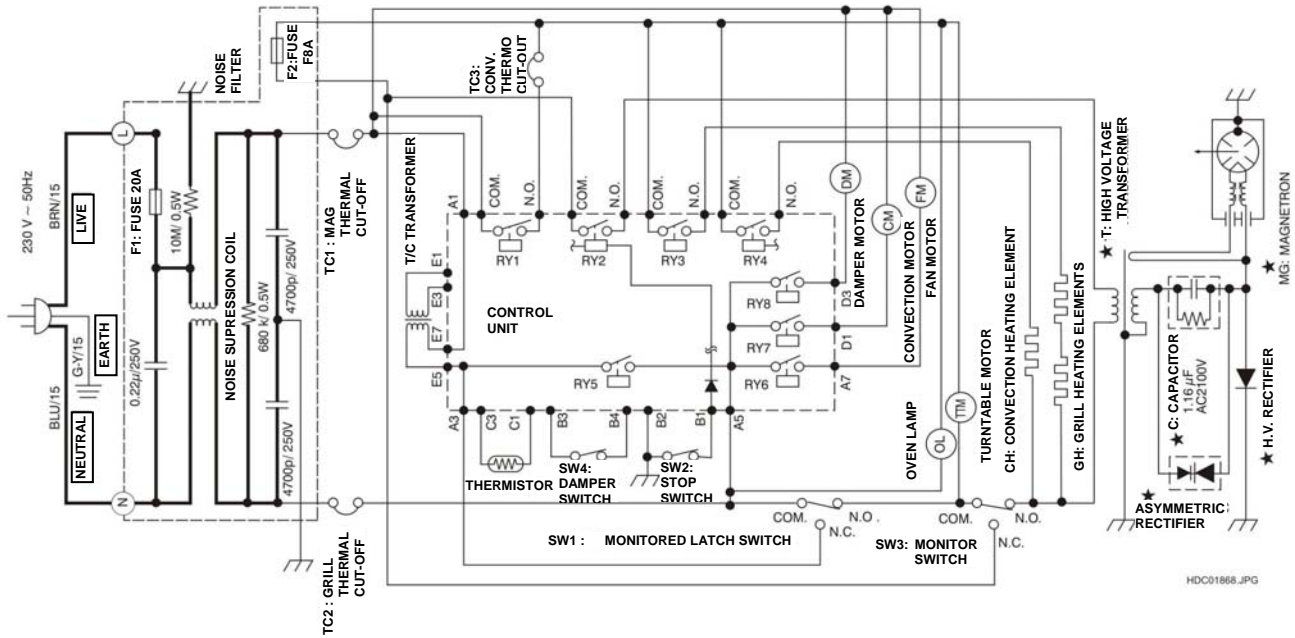 230 V ~ 50Hz
BRN/15
LIVE
BLU/15
NEUTRAL
G-Y/15
EARTH
L
N
F1: FUSE 20A
10M/ 0.5W
0.22µ/250V
NOISE SUPRESSION COIL
680 k/ 0.5W
4700p/ 250V
4700p/ 250V
NOISE
FILTER
F2:FUSE
F8A
TC1 : MAG
THERMAL
CUT-OFF
TC2 : GRILL
THERMAL
CUT-OFF
T/C TRANSFORMER
TC3:
CONV.
THERMO
CUT-OUT
A1
COM.
N.O.
COM.
N.O.
COM.
N.O.
COM.
N.O.
E1
E3
E7
E5
RY1
RY2
RY3
RY4
CONTROL
UNIT
RY8
RY7
RY5
RY6
D3
D1
A7
A3
C3
C1
B3
B4
B2
B1
A5
THERMISTOR
SW4:
DAMPER
SWITCH
SW2:
STOP
SWITCH
DM
CM
FM
DAMPER MOTOR
CONVECTION MOTOR
FAN MOTOR
OL
TTM
OVEN LAMP
TURNTABLE MOTOR
CH: CONVECTION HEATING ELEMENT
GH: GRILL HEATING ELEMENTS
COM.
N.O.
N.C.
SW1 : MONITORED LATCH SWITCH
COM.
N.O.
N.C.
SW3: MONITOR
SWITCH
★ T: HIGH VOLTAGE
TRANSFORMER
★ C: CAPACITOR
1.16 µF
AC2100V
★ H.V. RECTIFIER
★ MG: MAGNETRON
★
ASYMMETRIC
RECTIFIER
HDC01868.JPG